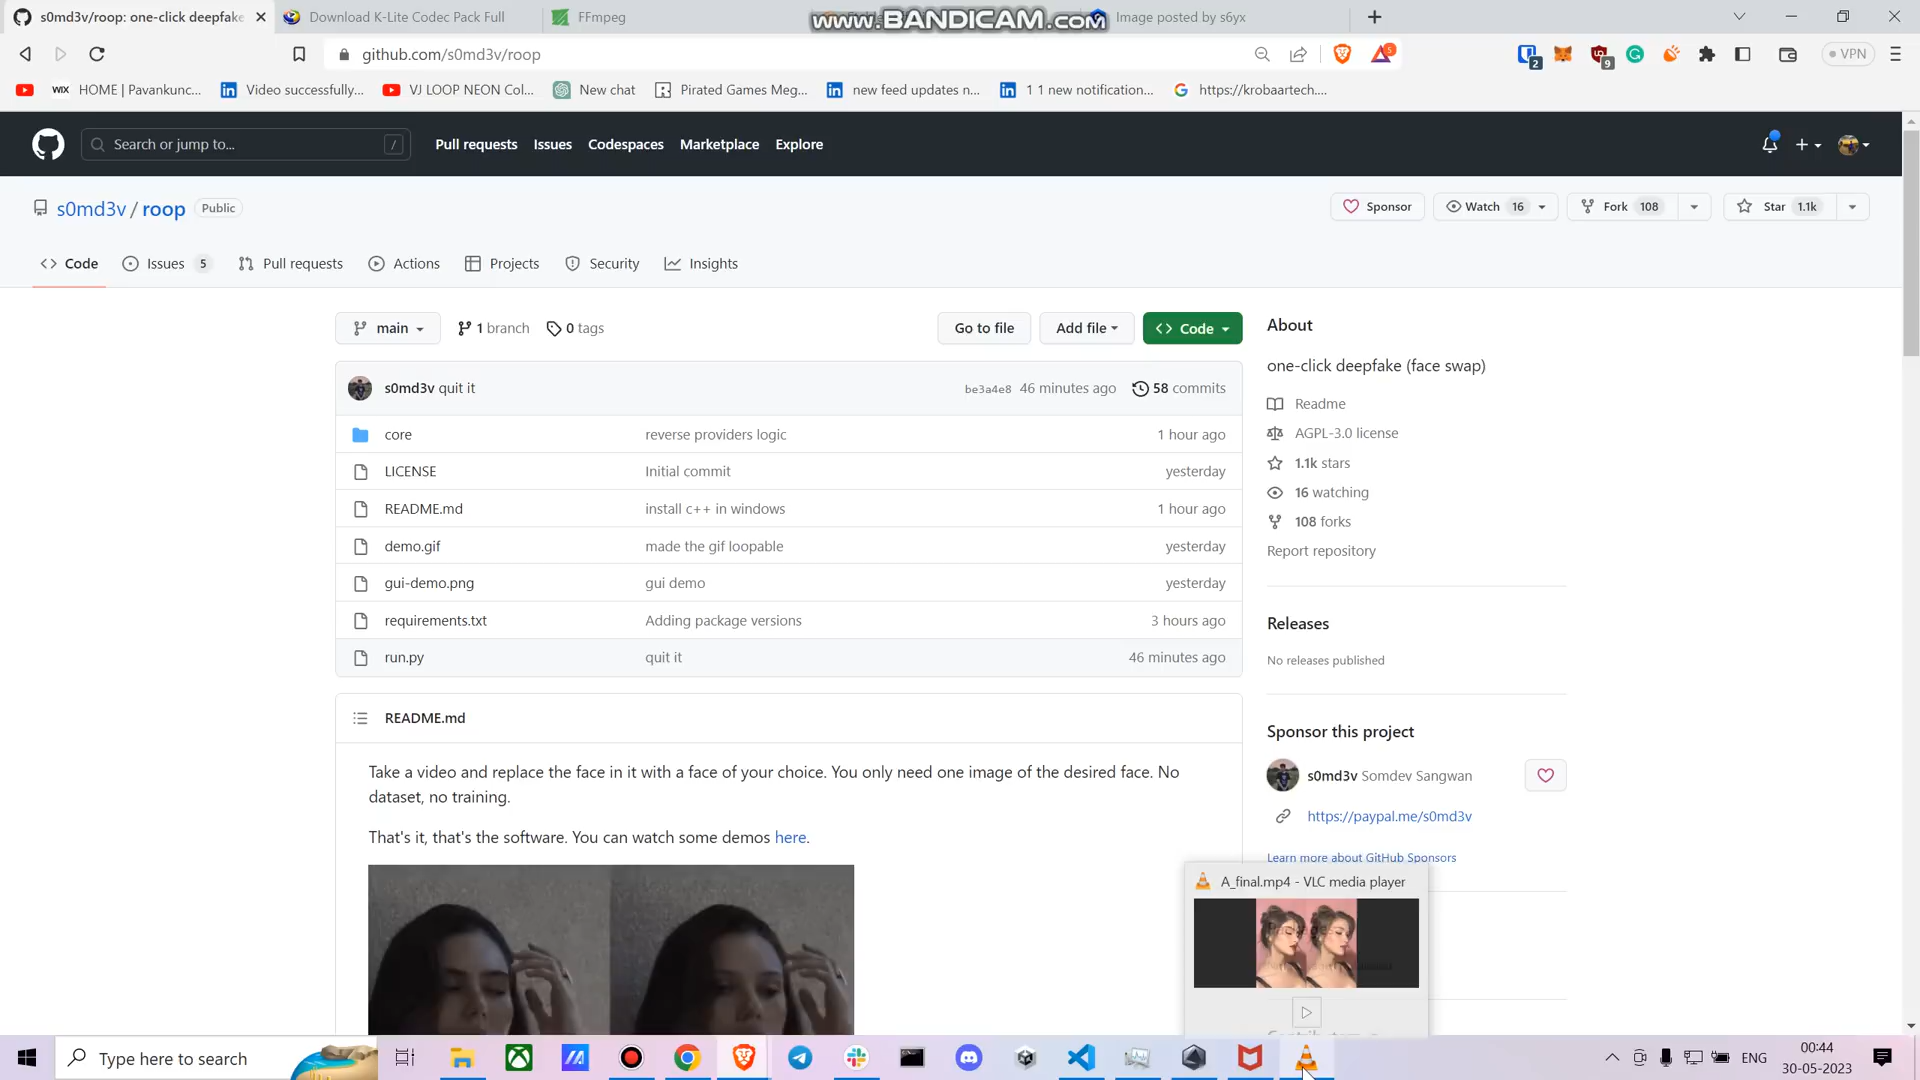 s0md3v/roop: one-click deepfake
Download K-Lite Codec Pack Full
FFmpeg
www.BANDICAM.com
Image posted by s6yx
github.com/s0md3v/roop
5
2
9
VPN
HOME | Pavankunc...
Video successfully...
VJ LOOP NEON Col...
New chat
Pirated Games Meg...
new feed updates n...
1 1 new notification...
https://krobaartech....
Search or jump to...
/
Pull requests
Issues
Codespaces
Marketplace
Explore
s0md3v / roop
Public
Sponsor
Watch 16
Fork 108
Star 1.1k
Code
Issues 5
Pull requests
Actions
Projects
Security
Insights
main
1 branch
0 tags
Go to file
Add file
Code
s0md3v quit it
be3a4e8 46 minutes ago
58 commits
core
reverse providers logic
1 hour ago
LICENSE
Initial commit
yesterday
README.md
install c++ in windows
1 hour ago
demo.gif
made the gif loopable
yesterday
gui-demo.png
gui demo
yesterday
requirements.txt
Adding package versions
3 hours ago
run.py
quit it
46 minutes ago
About
one-click deepfake (face swap)
Readme
AGPL-3.0 license
1.1k stars
16 watching
108 forks
Report repository
Releases
No releases published
Sponsor this project
s0md3v Somdev Sangwan
https://paypal.me/s0md3v
Learn more about GitHub Sponsors
README.md
Take a video and replace the face in it with a face of your choice. You only need one image of the desired face. No
dataset, no training.
That's it, that's the software. You can watch some demos here.
A_final.mp4 - VLC media player
Type here to search
ENG
00:44
30-05-2023